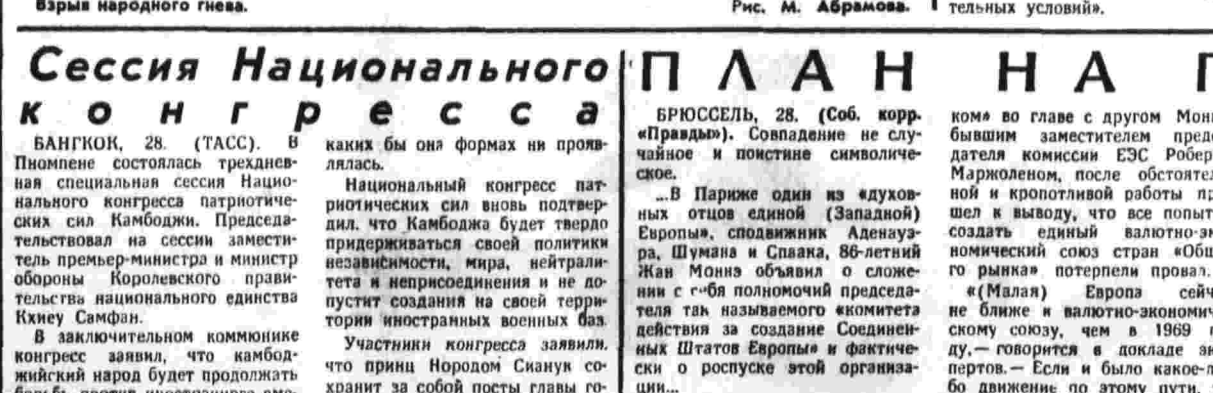 Взрыв народного гнева.
Рис. М. Абрамова.
тельных условий».
Сессия Национального
конгресса
БАНГКОК, 28. (ТАСС). В
Пномпене состоялась трехднев-
ная специальная сессия Нацио-
нального конгресса патриотиче-
ских сил Камбоджи. Председа-
тельствовал на сессии замести-
тель премьер-министра и министр
обороны Королевского прави-
тельства национального единства
Кхиеу Самфан.
В заключительном коммюнике
конгресс заявил, что камбод-
жийский народ будет продолжать
каких бы она формах ни прояв-
лялась.
Национальный конгресс пат-
риотических сил вновь подтвер-
дил, что Камбоджа будет твердо
придерживаться своей политики
независимости, мира, нейтрали-
тета и неприсоединения и не до-
пустит создания на своей терри-
тории иностранных военных баз.
Участники конгресса заявили,
что принц Нородом Сианук со-
хранит за собой посты главы го-
ПЛАН НА
БРЮССЕЛЬ, 28. (Соб. корр.
«Правды»). Совпадение не слу-
чайное и поистине символиче-
ское.
...В Париже один из «духов-
ных отцов единой (Западной)
Европы», сподвижник Аденауэ-
ра, Шумана и Спаака, 86-летний
Жан Моннэ объявил о сложе-
нии с себя полномочий председа-
теля так называемого «комитета
действия за создание Соединен-
ных Штатов Европы» и фактиче-
ски о роспуске этой организа-
ции...
ком» во главе с другом Мон
бывшим заместителем пред
дателя комиссии ЕЭС Робер
Маржоленом, после обстоятел
ной и кропотливой работы пр
шел к выводу, что все попыт
создать единый валютно-эк
номический союз стран «Общ
го рынка» потерпели провал.
«(Малая) Европа сейч
не ближе к валютно-экономич
скому союзу, чем в 1969 г
ду,— говорится в докладе эк
пертов.— Если и было какое-л
бо движение по этому пути,